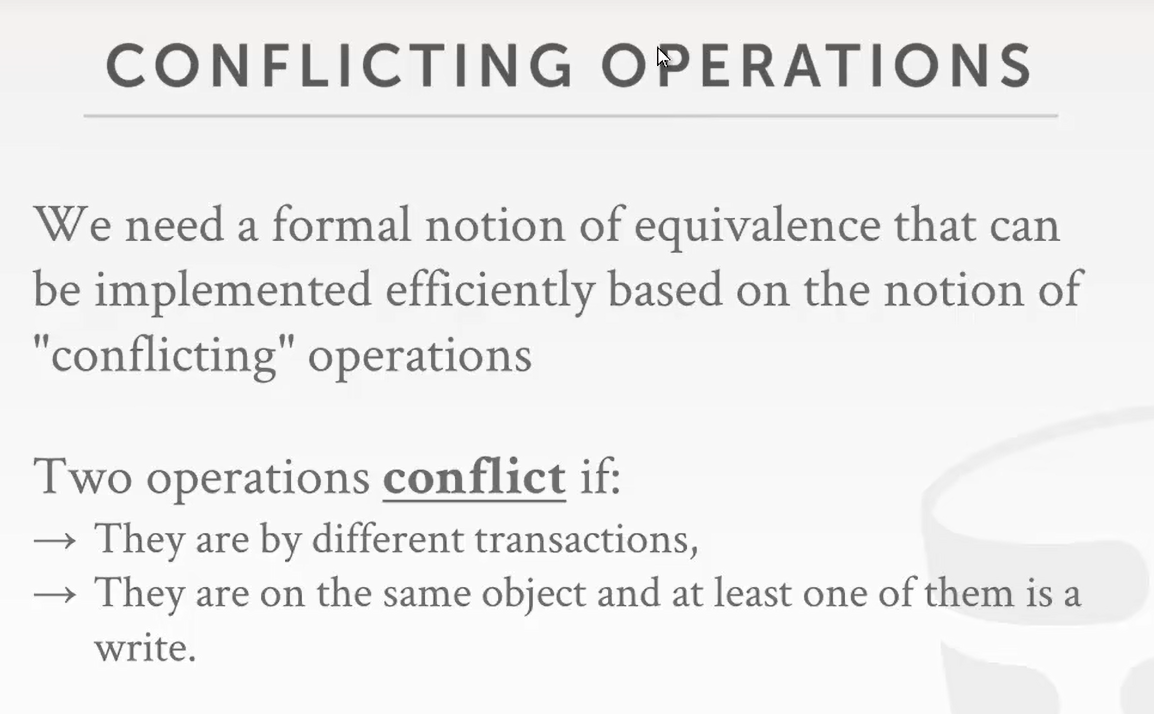 CONFLICTING OPERATIONS
We need a formal notion of equivalence that can
be implemented efficiently based on the notion of
"conflicting" operations
Two operations conflict if:
→ They are by different transactions,
→ They are on the same object and at least one of them is a
write.